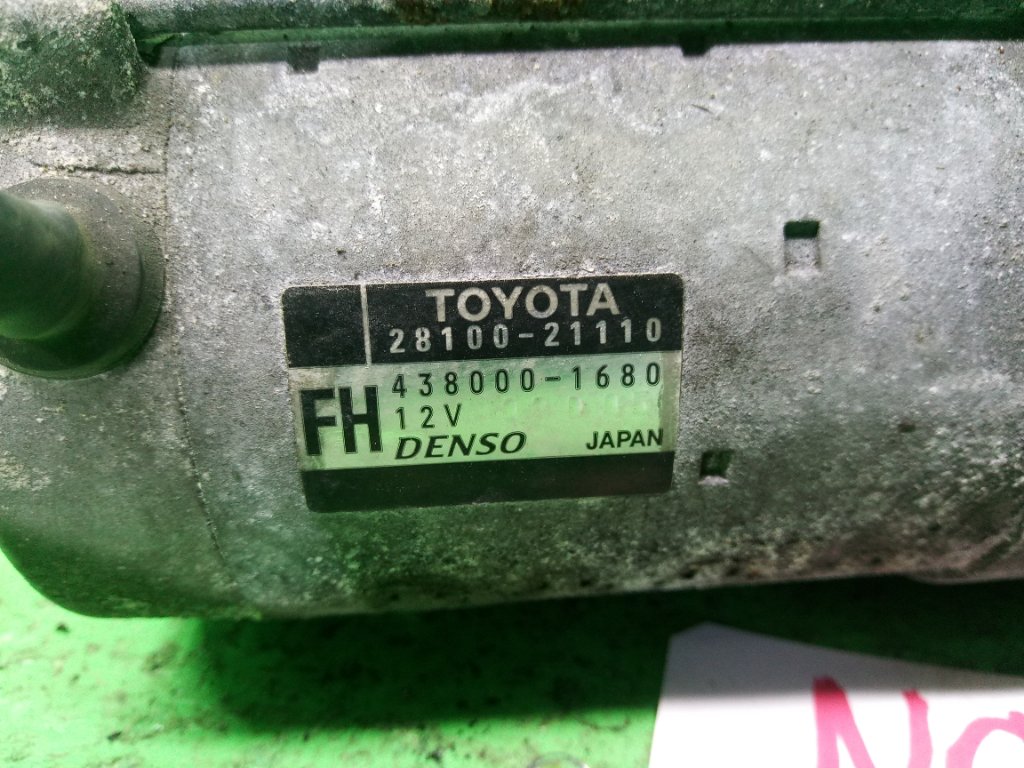 TOYOTA
28100-21110
FH
438000-1680
12V
DENSO JAPAN